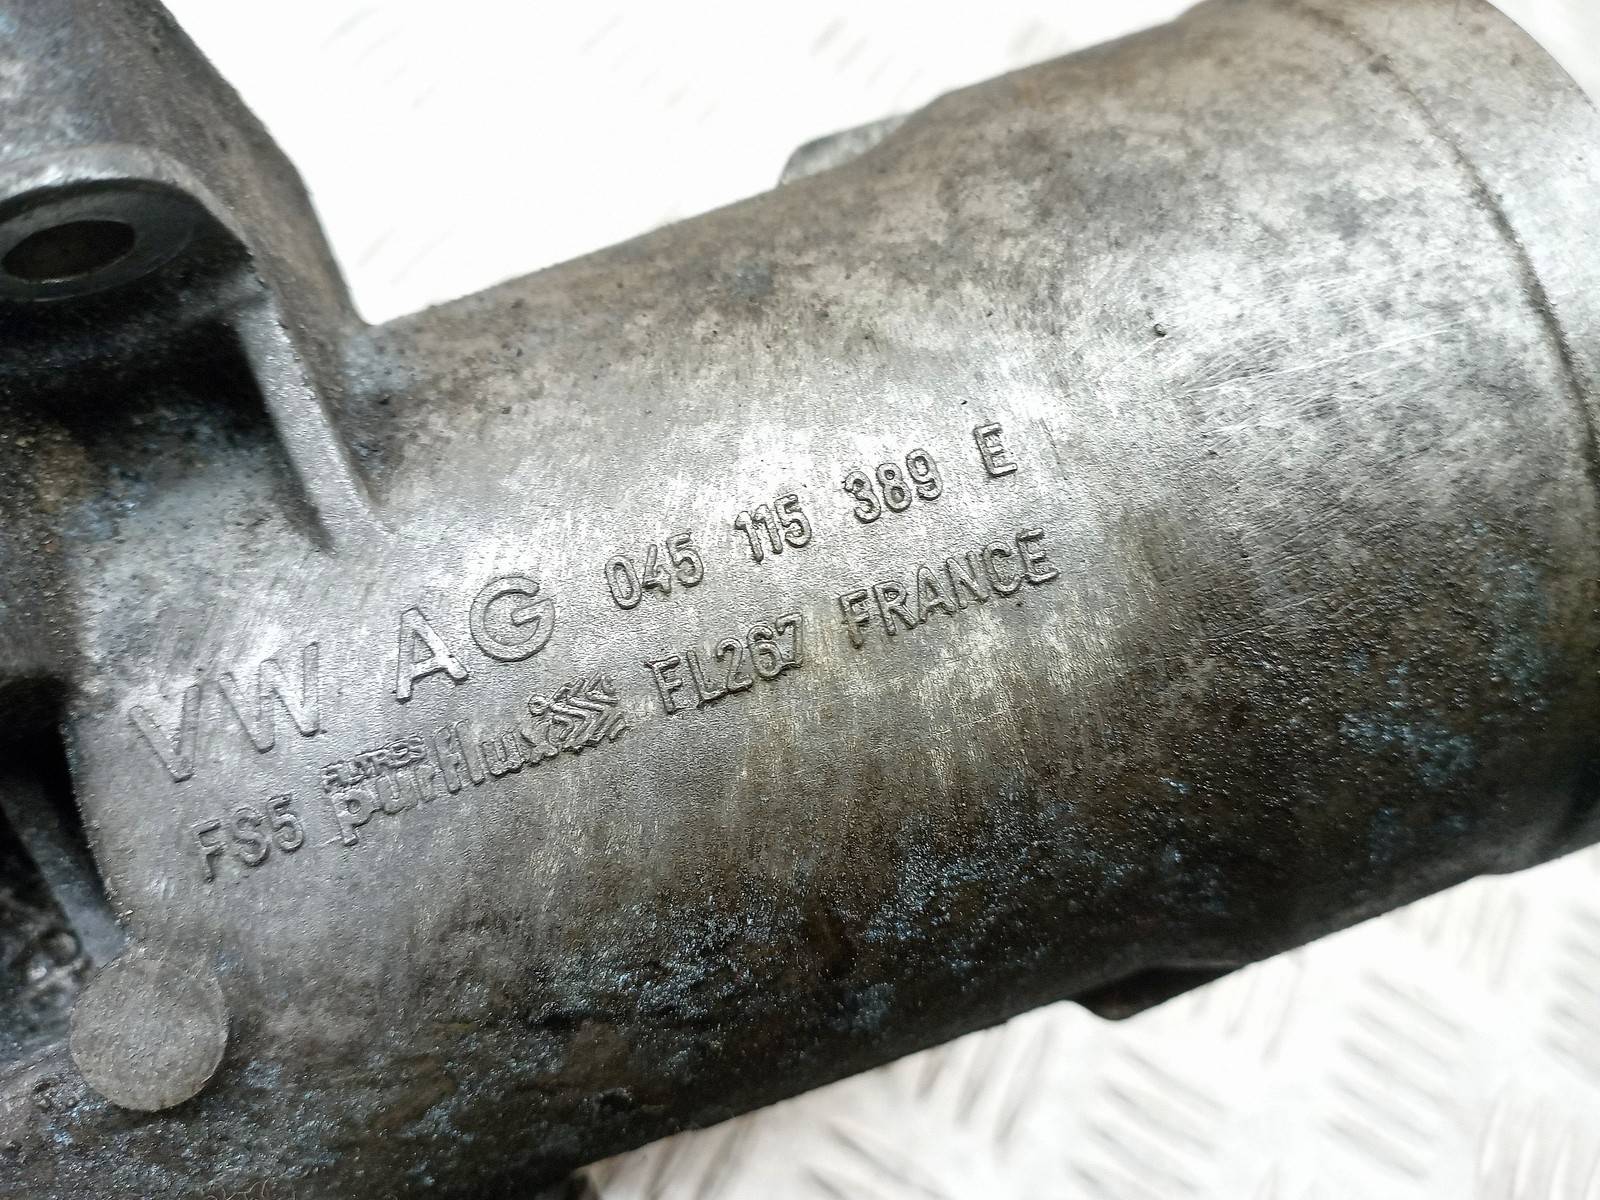 VW AG 045 115 389 E
FS5 FILTRES purflux FL267 FRANCE